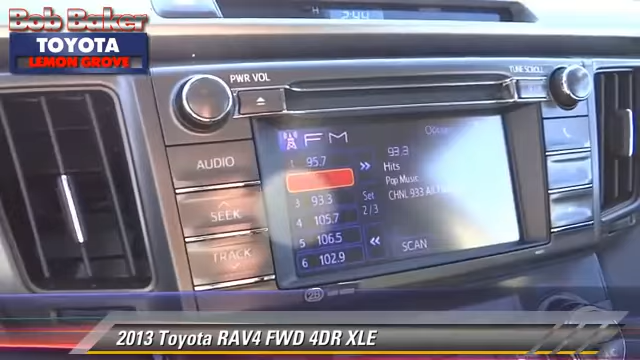 Bob Baker
TOYOTA
LEMON GROVE
PWR VOL
TUNE SCROLL
FM
AUDIO
SEEK
TRACK
1 95.7
3 93.3
4 105.7
5 106.5
6 102.9
Set
2/3
93.3
Hits
Pop Music
CHNL 933
SCAN
2013 Toyota RAV4 FWD 4DR XLE